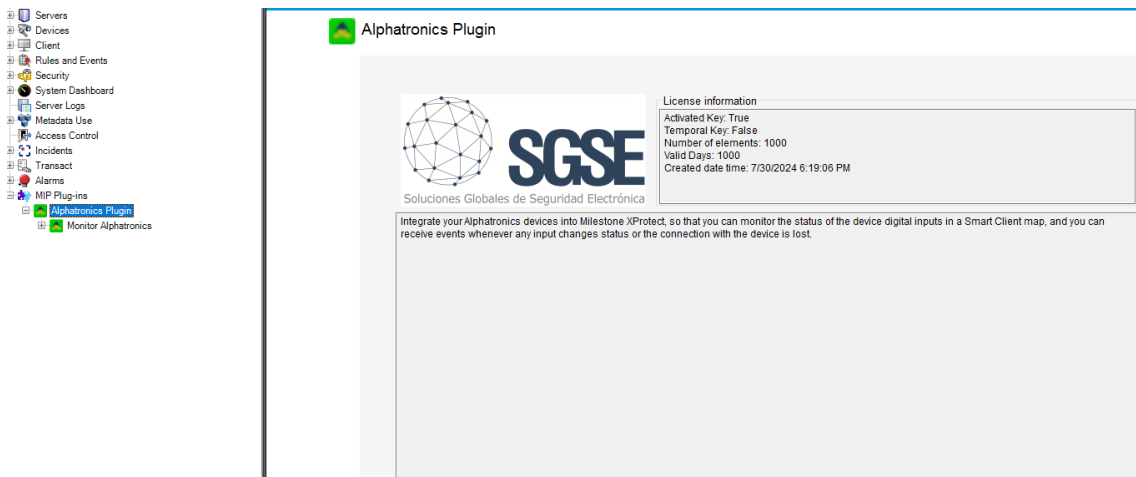 Servers
Devices
Client
Rules and Events
Security
System Dashboard
Server Logs
Metadata Use
Access Control
Incidents
Transact
Alarms
MIP Plug-ins
Alphatronics Plugin
Monitor Alphatronics
Alphatronics Plugin
SGSE
Soluciones Globales de Seguridad Electrónica
License information
Activated Key: True
Temporal Key: False
Number of elements: 1000
Valid Days: 1000
Created date time: 7/30/2024 6:19:06 PM
Integrate your Alphatronics devices into Milestone XProtect, so that you can monitor the status of the device digital inputs in a Smart Client map, and you can
receive events whenever any input changes status or the connection with the device is lost.